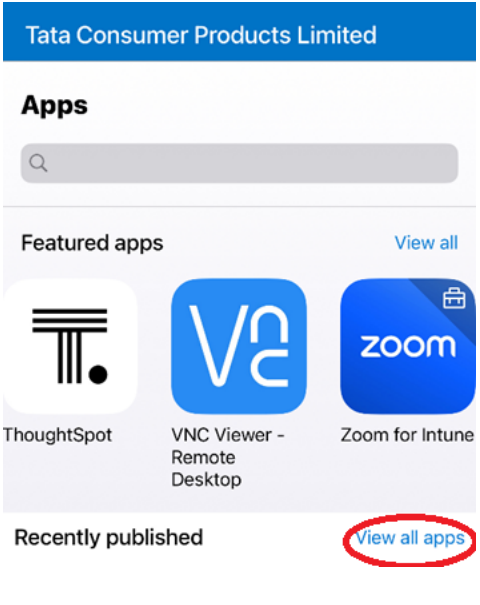 Tata Consumer Products Limited
Apps
Featured apps
View all
T.
VNC
zoom
ThoughtSpot
VNC Viewer -
Remote
Desktop
Zoom for Intune
Recently published
View all apps